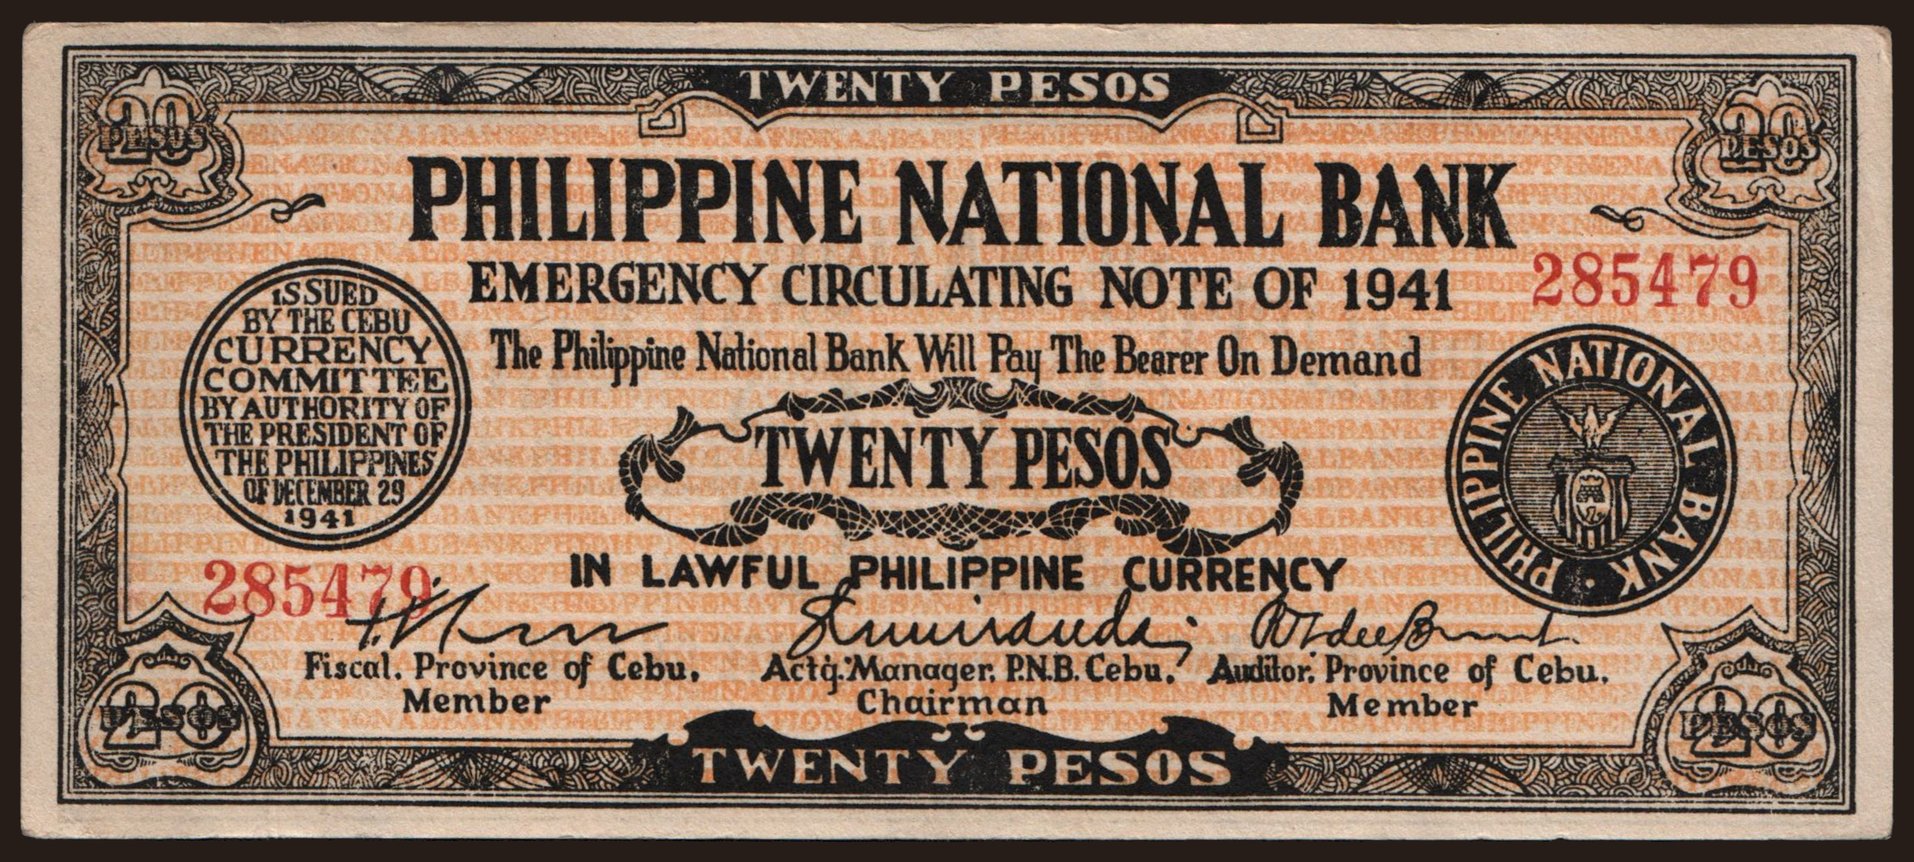 TWENTY PESOS
20 PESOS
20 PESOS
PHILIPPINE NATIONAL BANK
EMERGENCY CIRCULATING NOTE OF 1941
285479
The Philippine National Bank Will Pay The Bearer On Demand
ISSUED
BY THE CEBU
CURRENCY
COMMITTEE
BY AUTHORITY OF
THE PRESIDENT OF
THE PHILIPPINES
OF DECEMBER 29
1941
TWENTY PESOS
PHILIPPINE NATIONAL BANK
IN LAWFUL PHILIPPINE CURRENCY
285479
Fiscal. Province of Cebu.
Member
Act'g. Manager. P.N.B. Cebu.
Chairman
Auditor. Province of Cebu.
Member
20 PESOS
20 PESOS
TWENTY PESOS